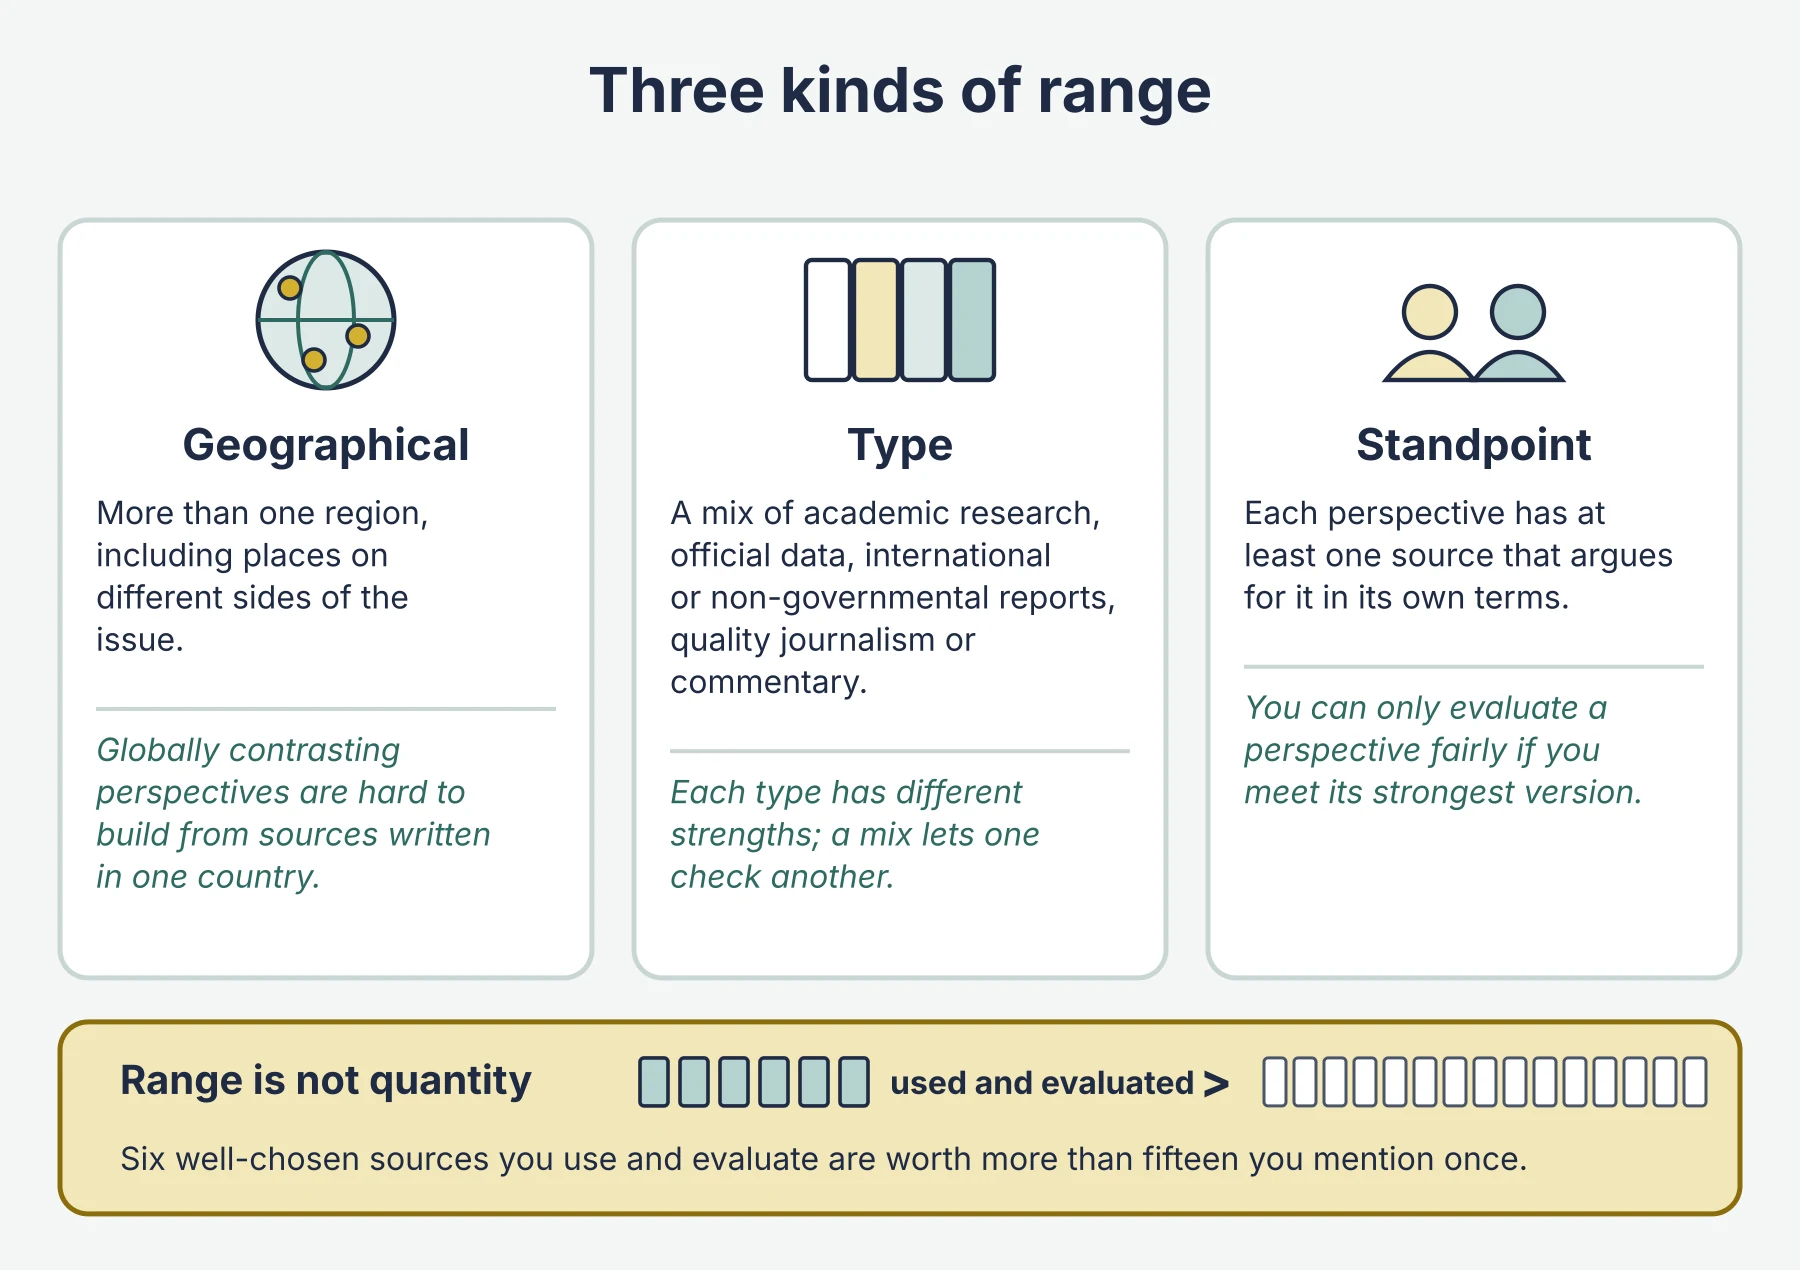 Three kinds of range
Geographical
More than one region,
including places on
different sides of the
issue.
Globally contrasting
perspectives are hard to
build from sources written
in one country.
Type
A mix of academic research,
official data, international
or non-governmental reports,
quality journalism or
commentary.
Each type has different
strengths; a mix lets one
check another.
Standpoint
Each perspective has at
least one source that argues
for it in its own terms.
You can only evaluate a
perspective fairly if you
meet its strongest version.
Range is not quantity
used and evaluated >
Six well-chosen sources you use and evaluate are worth more than fifteen you mention once.